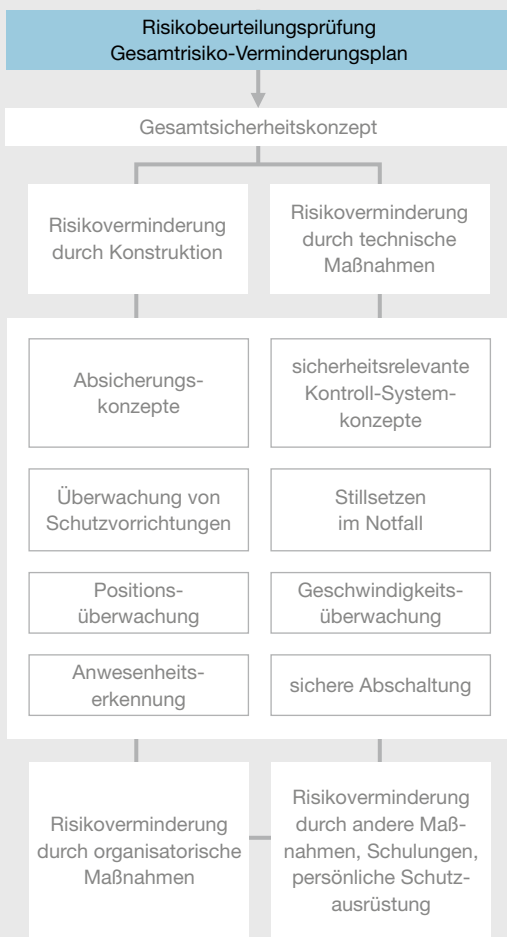 Risikobeurteilungsprüfung
Gesamtrisiko-Verminderungsplan
Gesamtsicherheitskonzept
Risikoverminderung
durch Konstruktion
Risikoverminderung
durch technische
Maßnahmen
Absicherungs-
konzepte
sicherheitsrelevante
Kontroll-System-
konzepte
Überwachung von
Schutzvorrichtungen
Stillsetzen
im Notfall
Positions-
überwachung
Geschwindigkeits-
überwachung
Anwesenheits-
erkennung
sichere Abschaltung
Risikoverminderung
durch organisatorische
Maßnahmen
Risikoverminderung
durch andere Maß-
nahmen, Schulungen,
persönliche Schutz-
ausrüstung